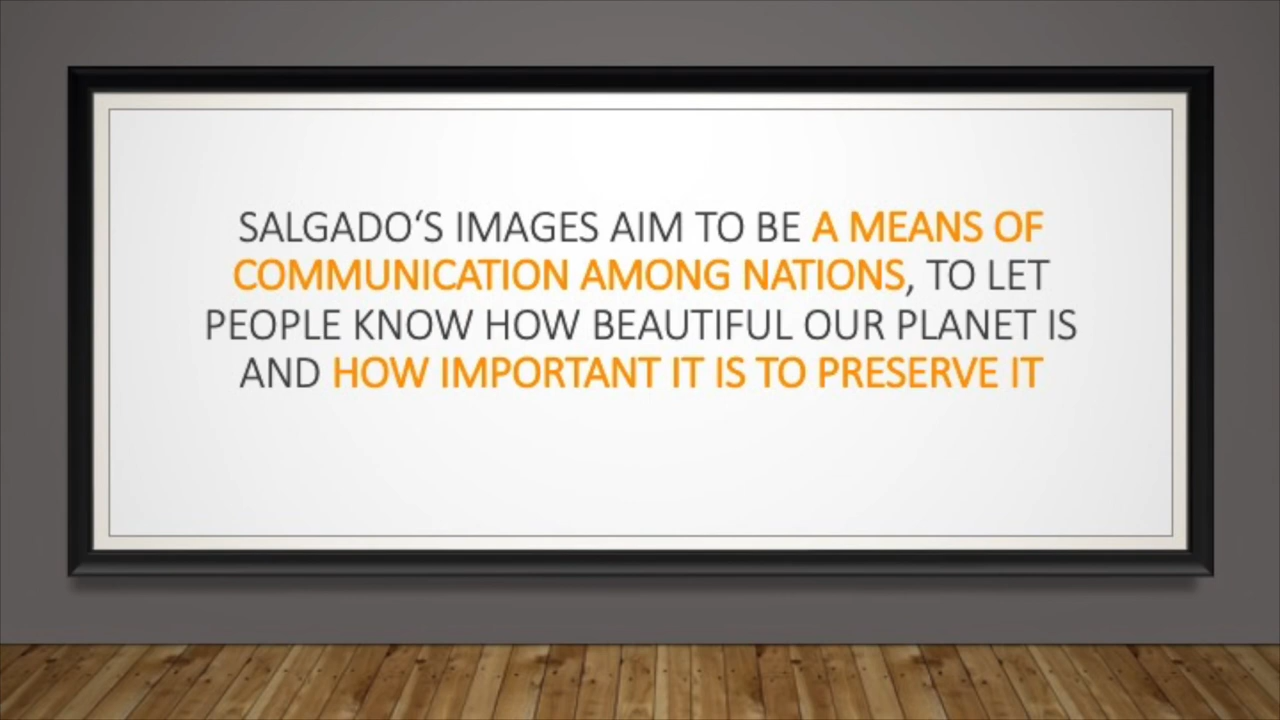 SALGADO‘S IMAGES AIM TO BE A MEANS OF
COMMUNICATION AMONG NATIONS, TO LET
PEOPLE KNOW HOW BEAUTIFUL OUR PLANET IS
AND HOW IMPORTANT IT IS TO PRESERVE IT